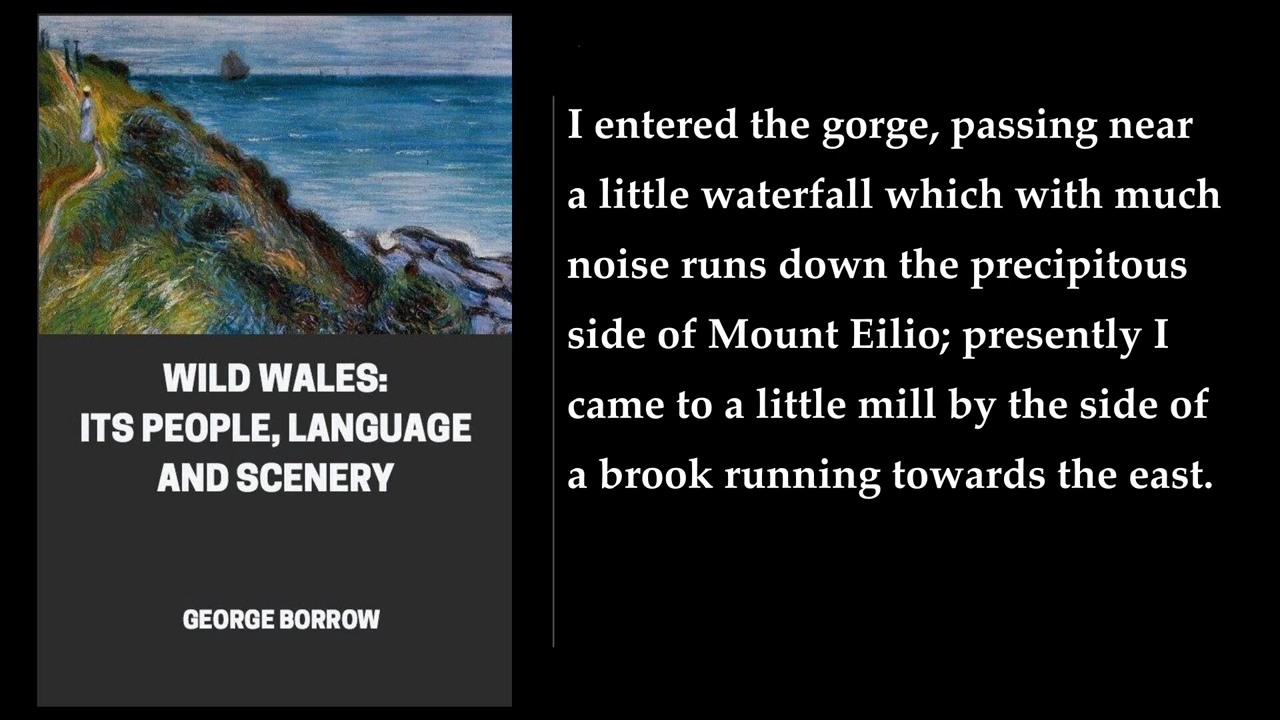 WILD WALES:
ITS PEOPLE, LANGUAGE
AND SCENERY
GEORGE BORROW
I entered the gorge, passing near
a little waterfall which with much
noise runs down the precipitous
side of Mount Eilio; presently I
came to a little mill by the side of
a brook running towards the east.